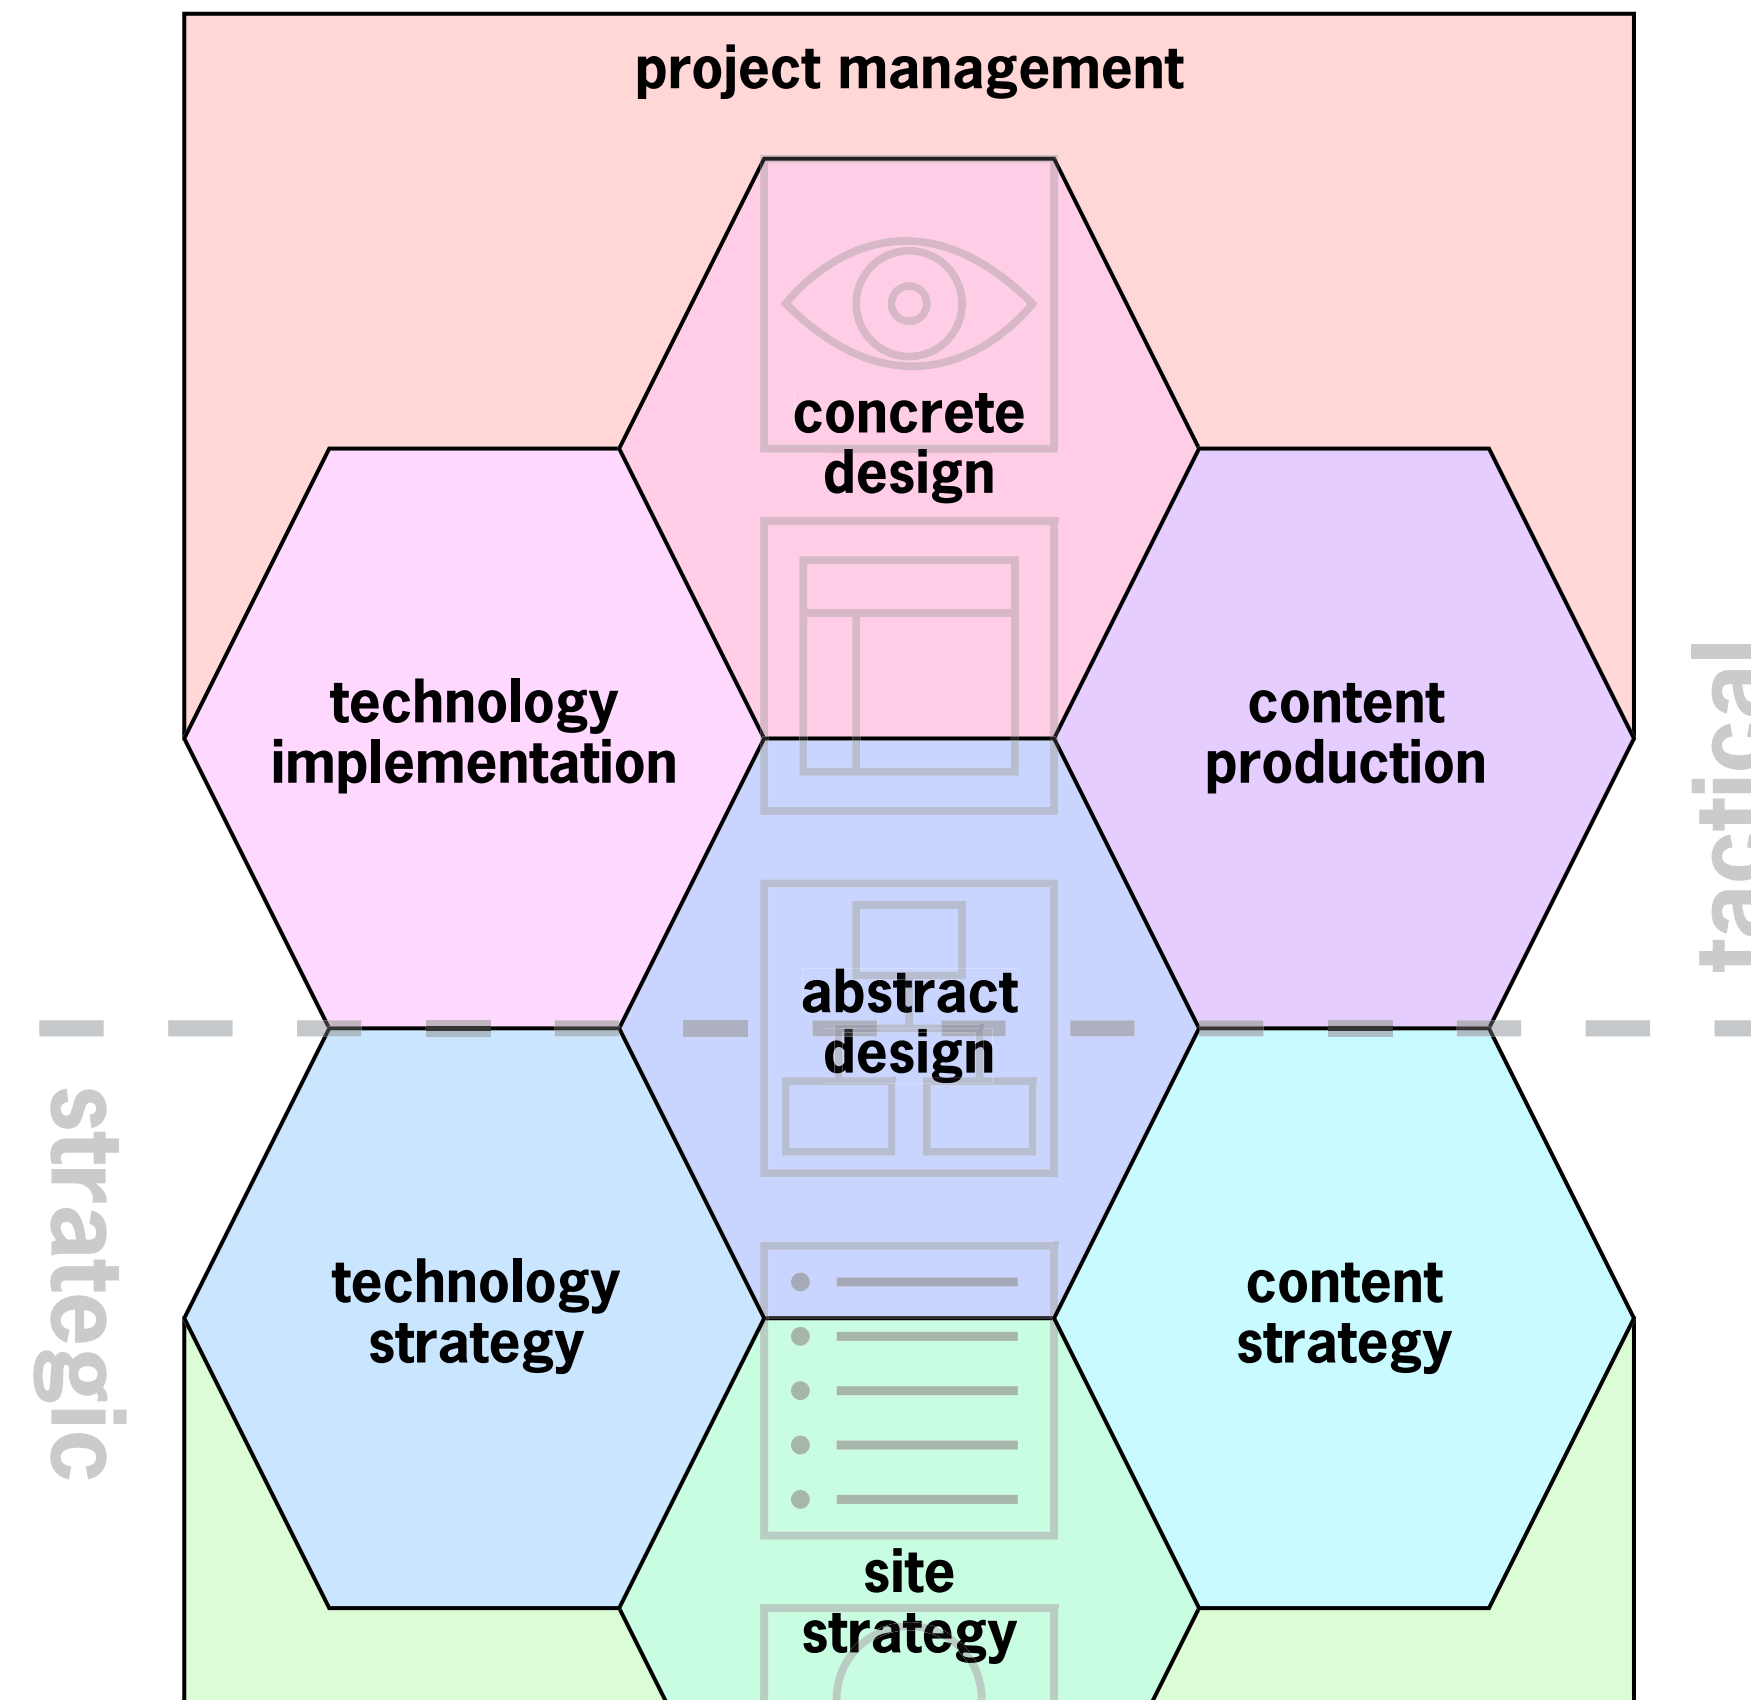 project management
concrete
design
technology
implementation
content
production
tactical
abstract
design
strategic
technology
strategy
content
strategy
site
strategy